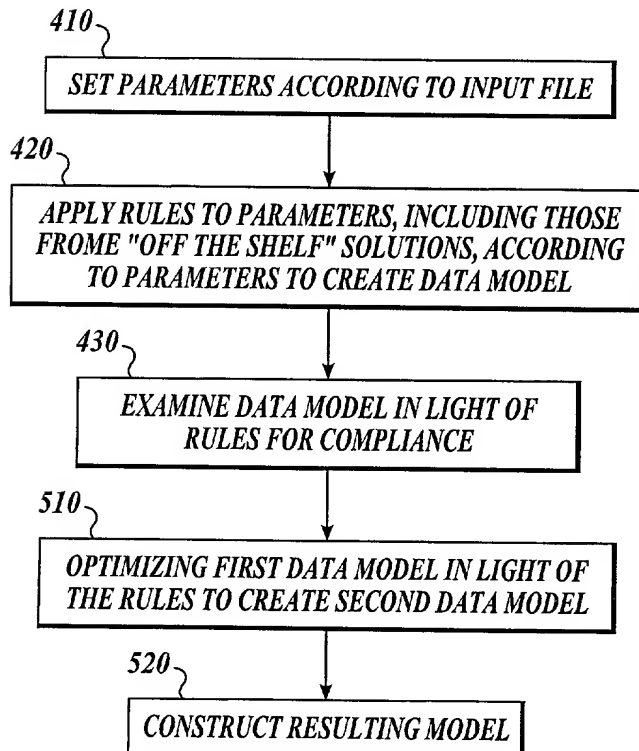 410
SET PARAMETERS ACCORDING TO INPUT FILE
420
APPLY RULES TO PARAMETERS, INCLUDING THOSE
FROME "OFF THE SHELF" SOLUTIONS, ACCORDING
TO PARAMETERS TO CREATE DATA MODEL
430
EXAMINE DATA MODEL IN LIGHT OF
RULES FOR COMPLIANCE
510
OPTIMIZING FIRST DATA MODEL IN LIGHT OF
THE RULES TO CREATE SECOND DATA MODEL
520
CONSTRUCT RESULTING MODEL